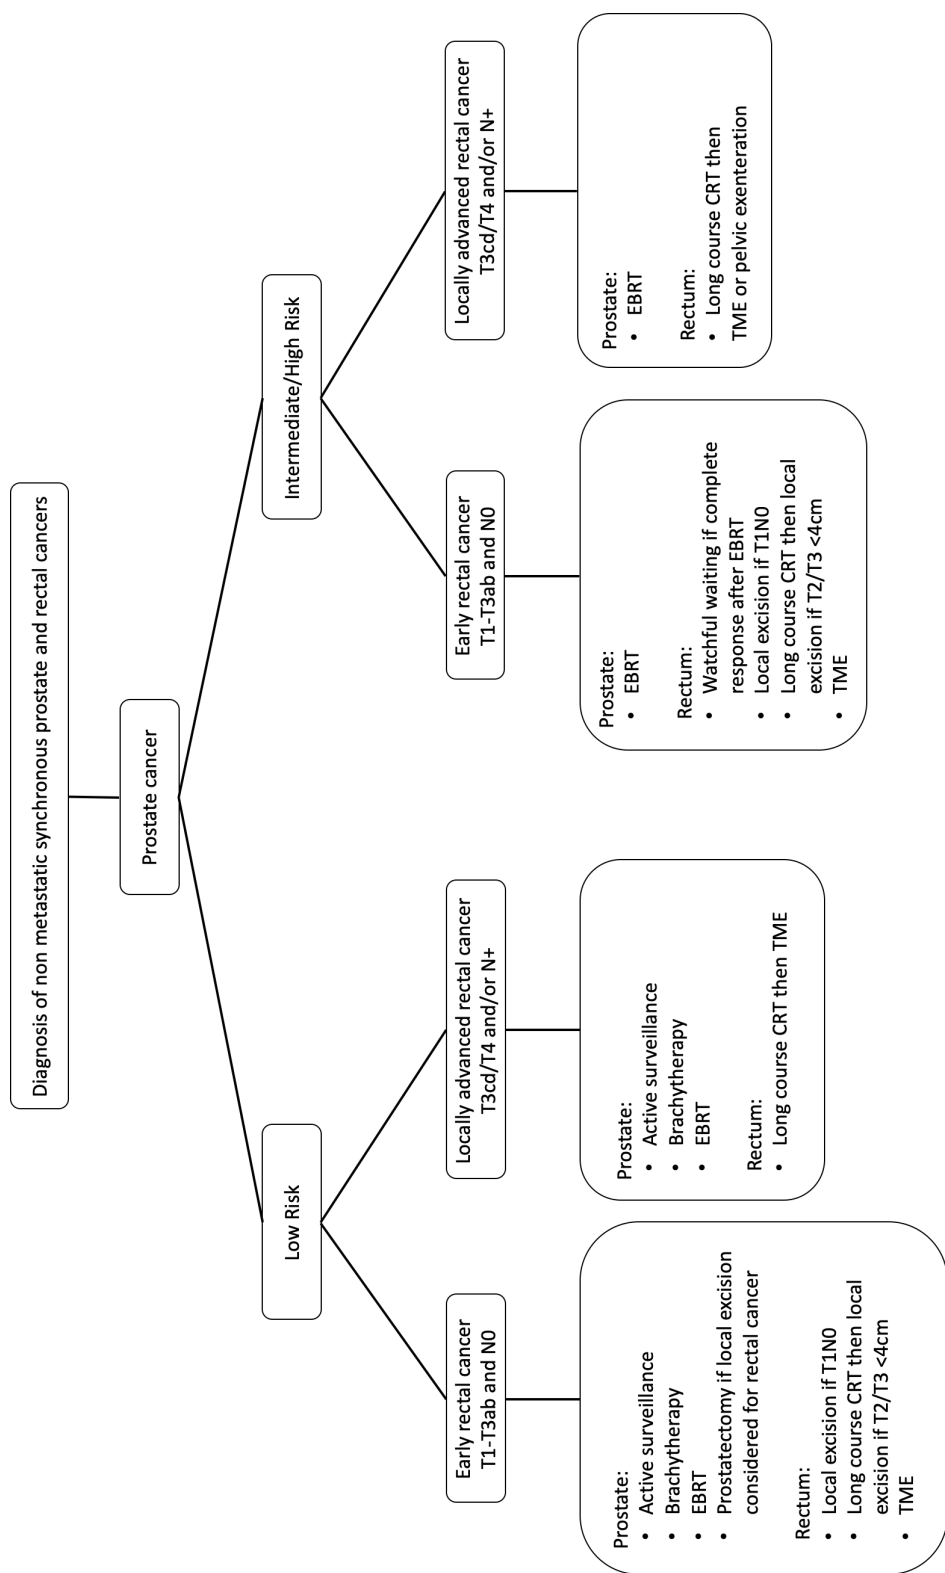 Diagnosis of non metastatic synchronous prostate and rectal cancers
Prostate cancer
Low Risk
Intermediate/High Risk
Early rectal cancer
T1-T3ab and N0
Locally advanced rectal cancer
T3cd/T4 and/or N+
Early rectal cancer
T1-T3ab and N0
Locally advanced rectal cancer
T3cd/T4 and/or N+
Prostate:
• Active surveillance
• Brachytherapy
• EBRT
• Prostatectomy if local excision
considered for rectal cancer
Rectum:
• Local excision if T1N0
• Long course CRT then local
excision if T2/T3 <4cm
• TME
Prostate:
• Active surveillance
• Brachytherapy
• EBRT
Rectum:
• Long course CRT then TME
Prostate:
• EBRT
Rectum:
• Watchful waiting if complete
response after EBRT
• Local excision if T1N0
• Long course CRT then local
excision if T2/T3 <4cm
• TME
Prostate:
• EBRT
Rectum:
• Long course CRT then
TME or pelvic exenteration